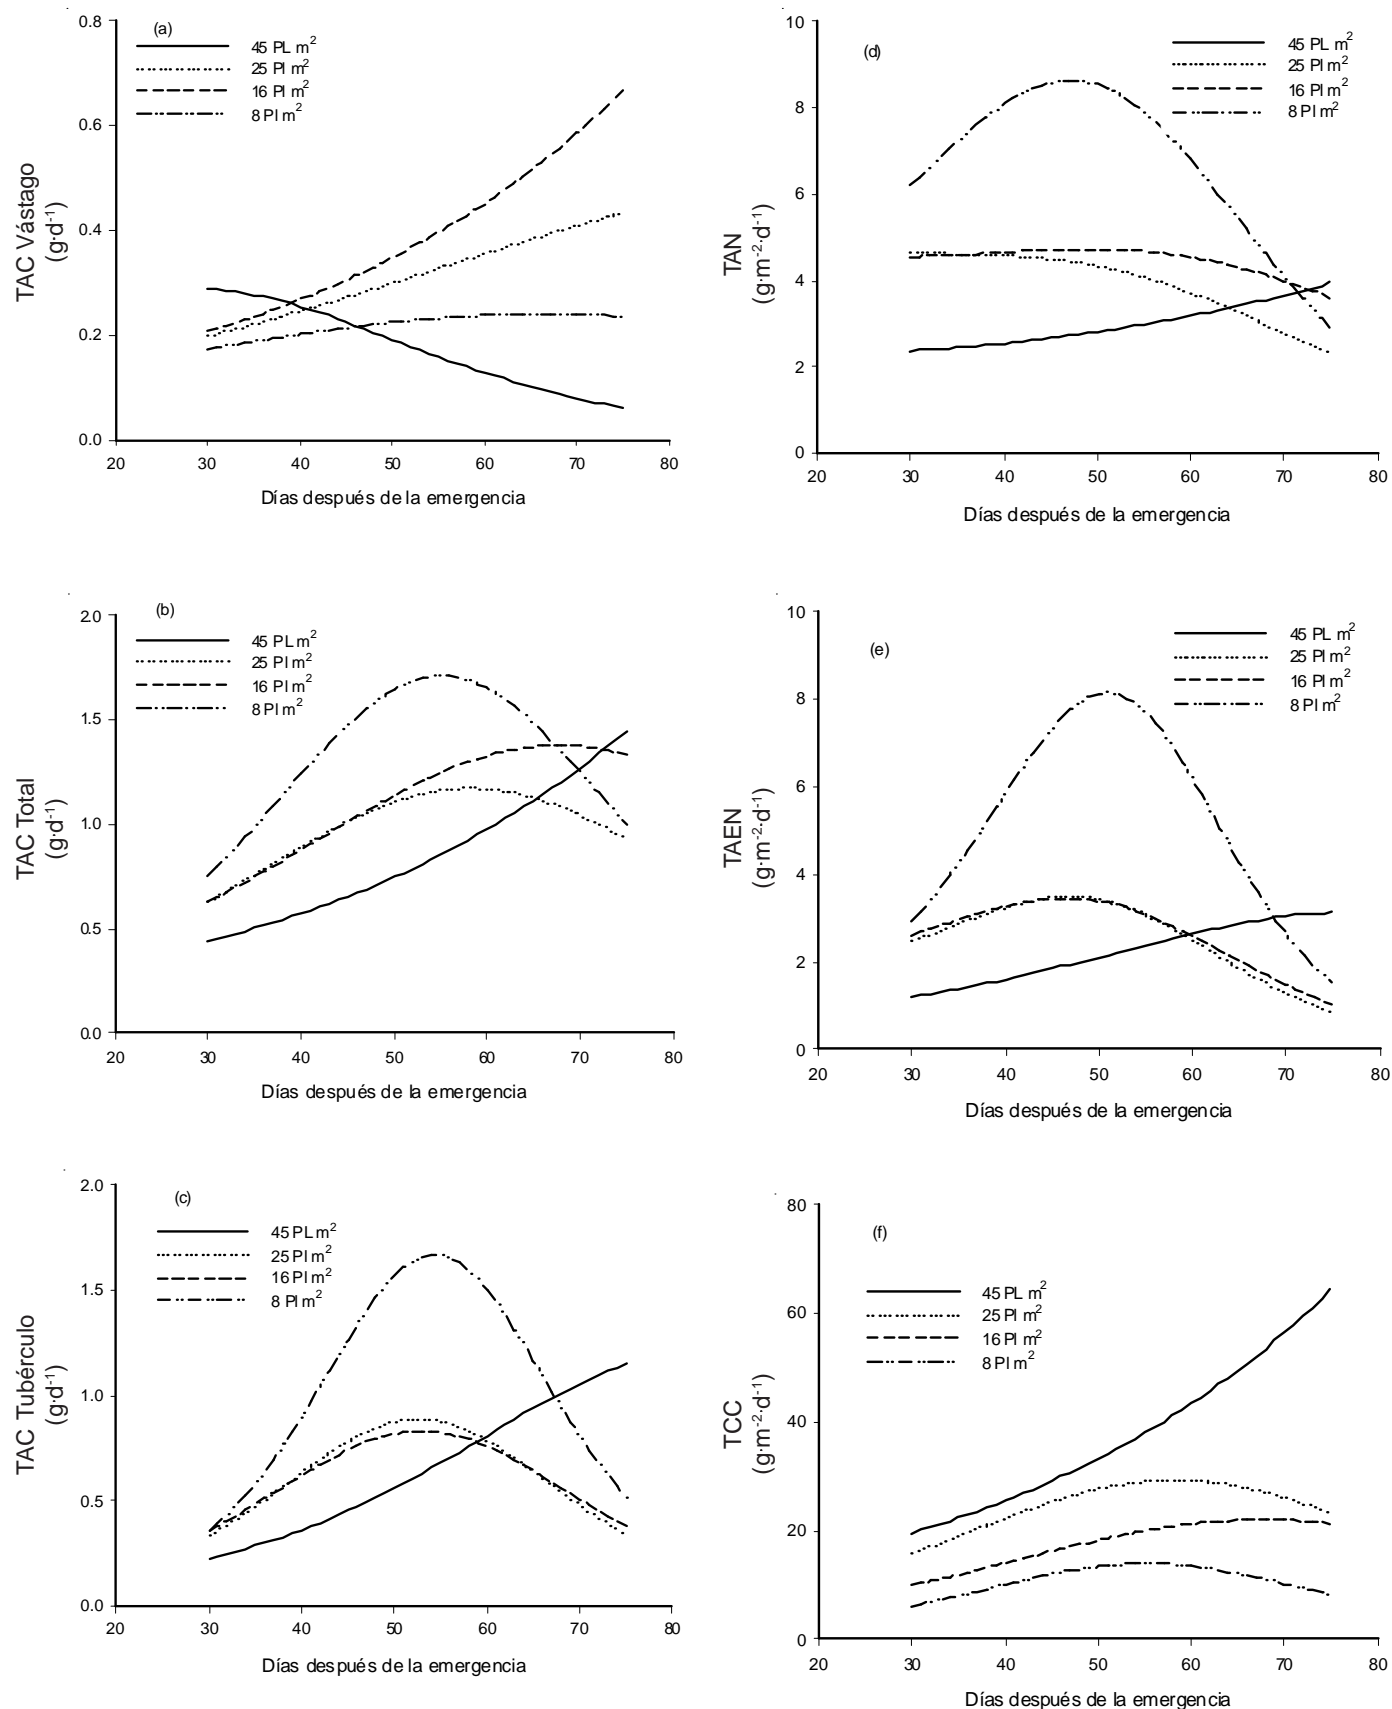 (a)
45 PL m2
25 Pl m2
16 Pl m2
8 Pl m2
TAC Vástago
(g·d-1)
0.8
0.6
0.4
0.2
0.0
20 30 40 50 60 70 80
Días después de la emergencia
(d)
45 PL m2
25 Pl m2
16 Pl m2
8 Pl m2
TAN
(g·m-2·d-1)
10
8
6
4
2
0
20 30 40 50 60 70 80
Días después de la emergencia
(b)
45 PL m2
25 Pl m2
16 Pl m2
8 Pl m2
TAC Total
(g·d-1)
2.0
1.5
1.0
0.5
0.0
20 30 40 50 60 70 80
Días después de la emergencia
(e)
45 PL m2
25 Pl m2
16 Pl m2
8 Pl m2
TAEN
(g·m-2·d-1)
10
8
6
4
2
0
20 30 40 50 60 70 80
Días después de la emergencia
(c)
45 PL m2
25 Pl m2
16 Pl m2
8 Pl m2
TAC Tubérculo
(g·d-1)
2.0
1.5
1.0
0.5
0.0
20 30 40 50 60 70 80
Días después de la emergencia
(f)
45 PL m2
25 Pl m2
16 Pl m2
8 Pl m2
TCC
(g·m-2·d-1)
80
60
40
20
0
20 30 40 50 60 70 80
Días después de la emergencia